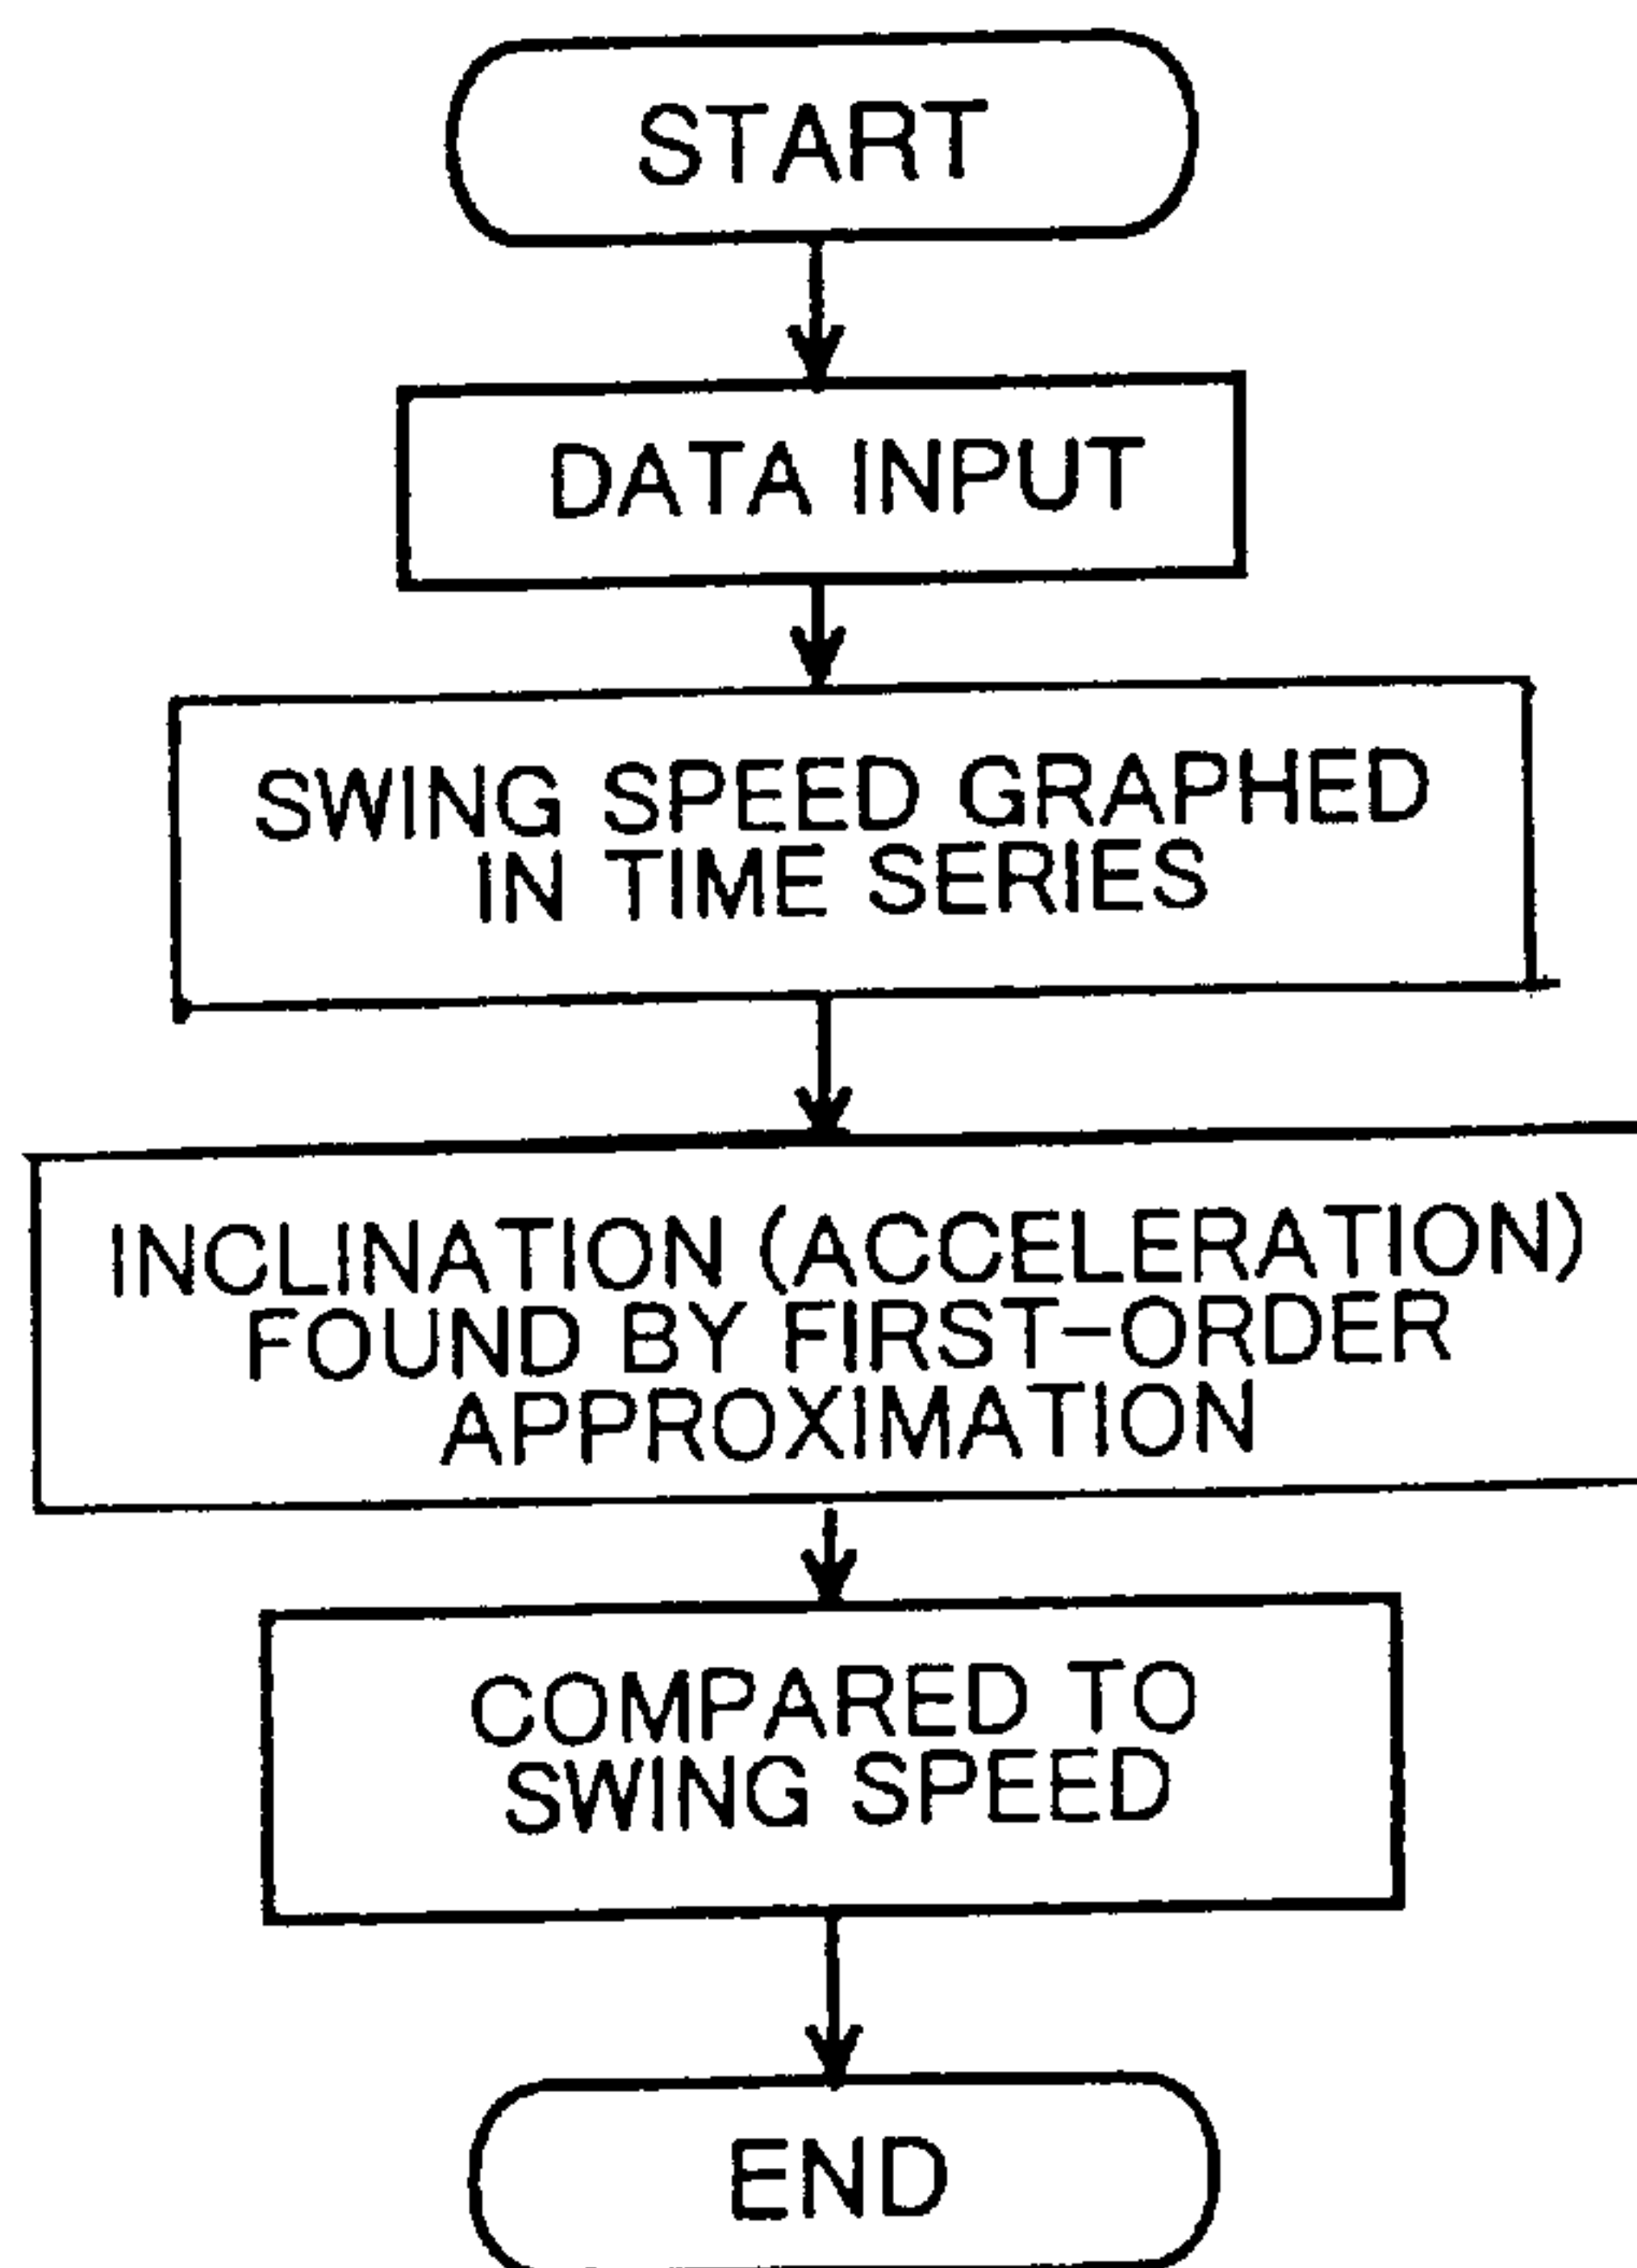 START
DATA INPUT
SWING SPEED GRAPHED
IN TIME SERIES
INCLINATION (ACCELERATION)
FOUND BY FIRST-ORDER
APPROXIMATION
COMPARED TO
SWING SPEED
END